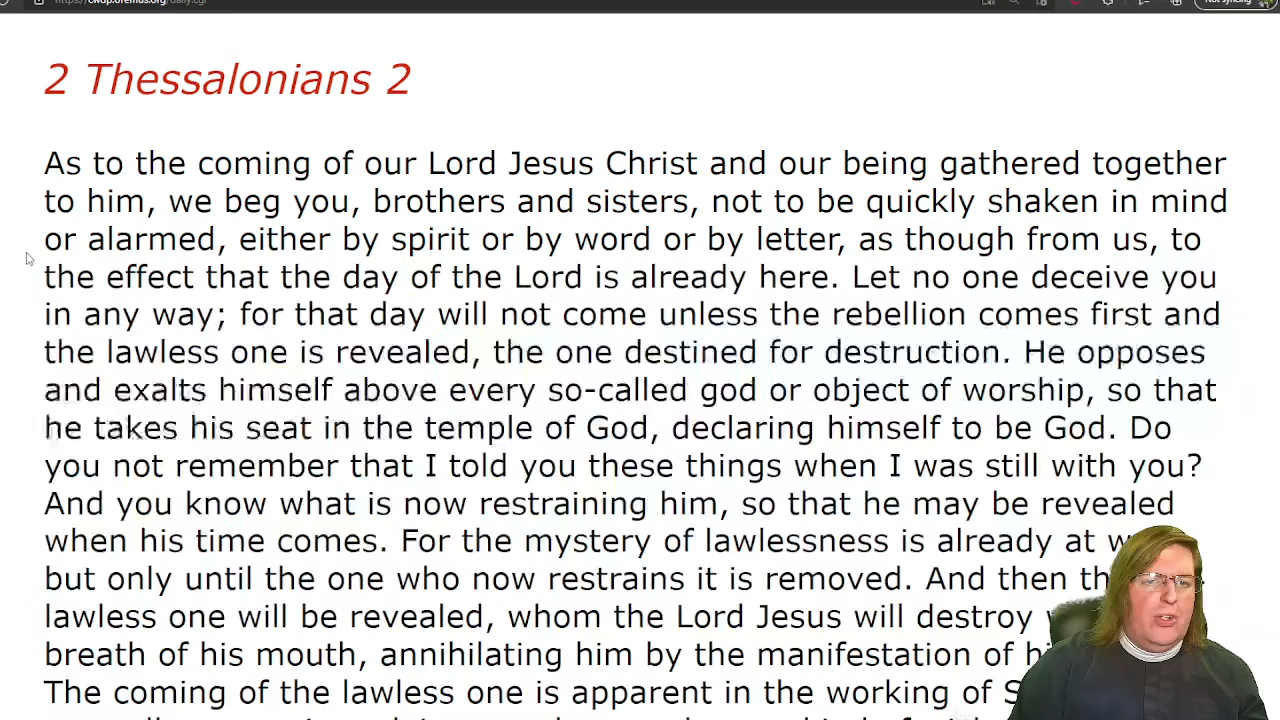 https://cwdp.oremus.org/daily.cgi
Not syncing
2 Thessalonians 2
As to the coming of our Lord Jesus Christ and our being gathered together
to him, we beg you, brothers and sisters, not to be quickly shaken in mind
or alarmed, either by spirit or by word or by letter, as though from us, to
the effect that the day of the Lord is already here. Let no one deceive you
in any way; for that day will not come unless the rebellion comes first and
the lawless one is revealed, the one destined for destruction. He opposes
and exalts himself above every so-called god or object of worship, so that
he takes his seat in the temple of God, declaring himself to be God. Do
you not remember that I told you these things when I was still with you?
And you know what is now restraining him, so that he may be revealed
when his time comes. For the mystery of lawlessness is already at
but only until the one who now restrains it is removed. And then
lawless one will be revealed, whom the Lord Jesus will destroy
breath of his mouth, annihilating him by the manifestation of
The coming of the lawless one is apparent in the working of